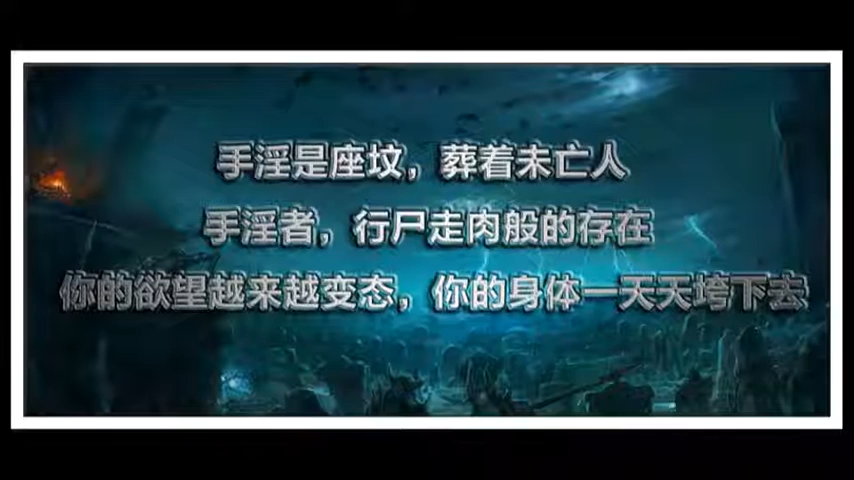 手淫是座坟，葬着未亡人
手淫者，行尸走肉般的存在
你的欲望越来越变态，你的身体一天天垮下去